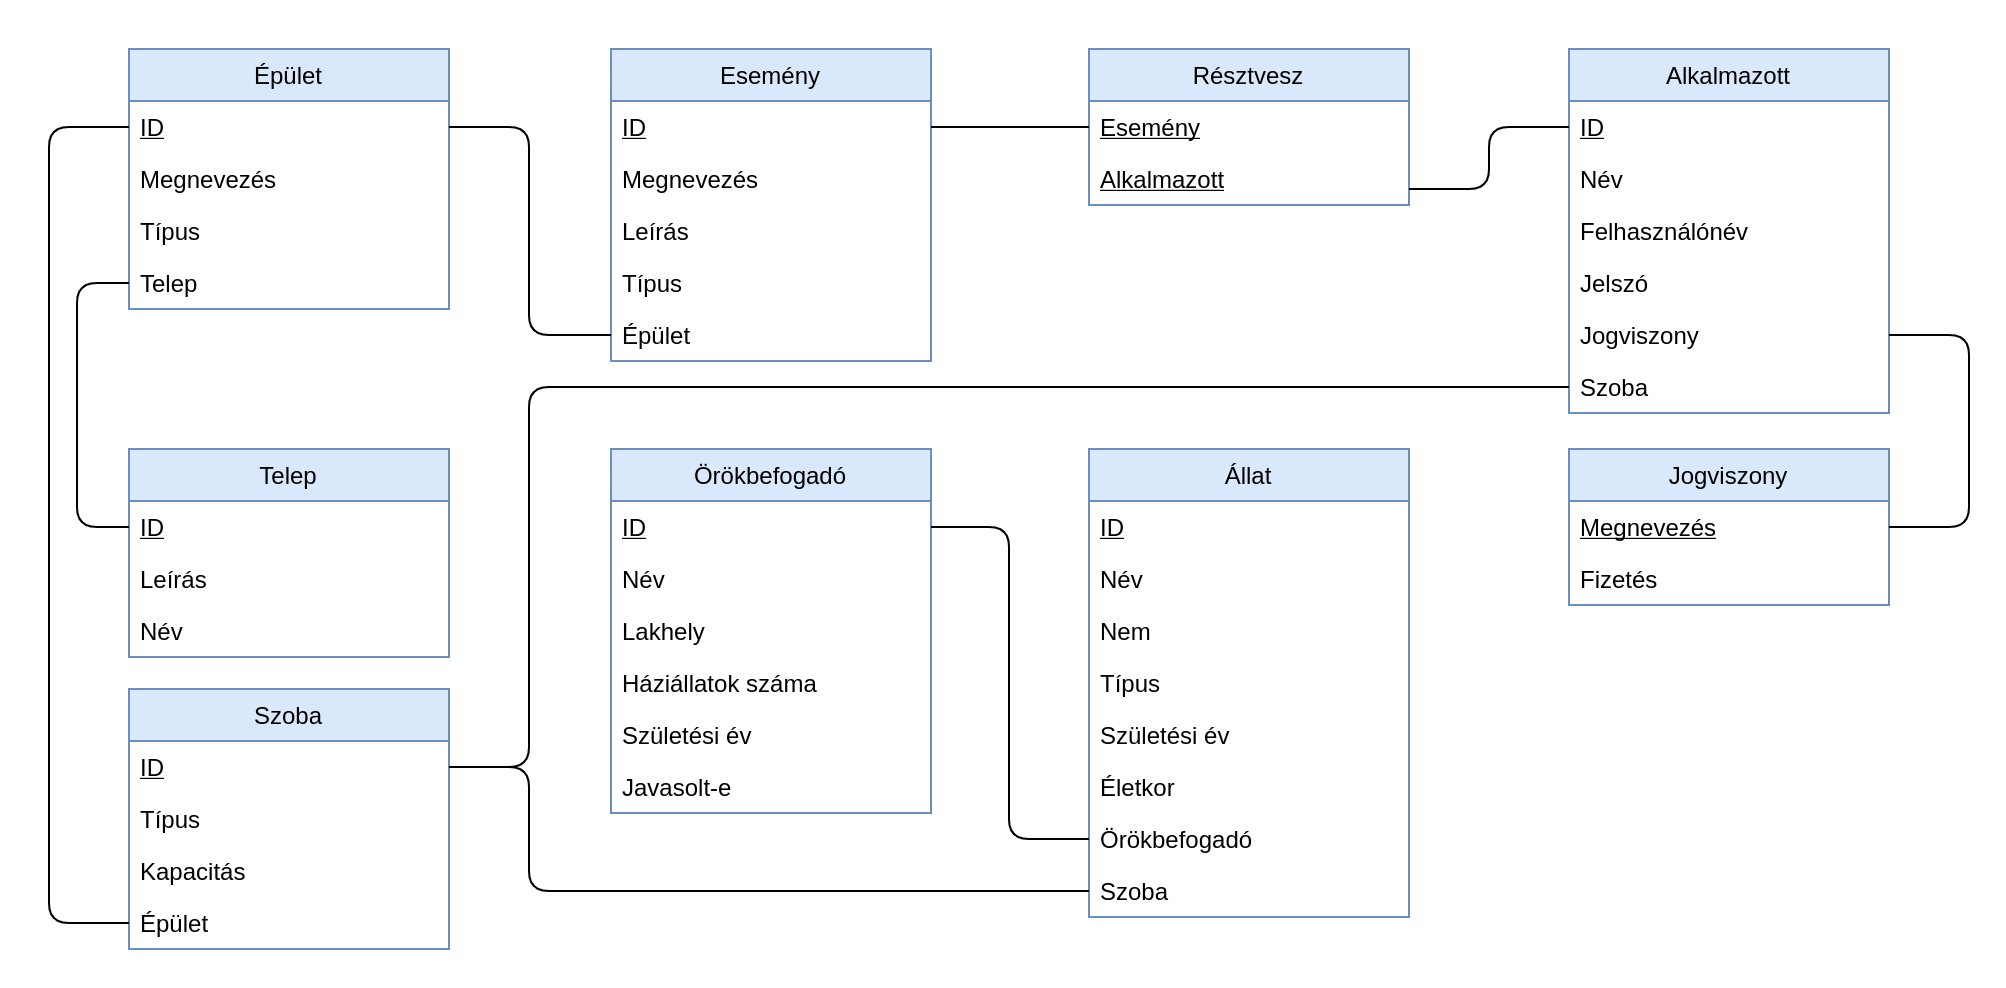 Épület
ID
Megnevezés
Típus
Telep
Esemény
ID
Megnevezés
Leírás
Típus
Épület
Résztvesz
Esemény
Alkalmazott
Alkalmazott
ID
Név
Felhasználónév
Jelszó
Jogviszony
Szoba
Telep
ID
Leírás
Név
Szoba
ID
Típus
Kapacitás
Épület
Örökbefogadó
ID
Név
Lakhely
Háziállatok száma
Születési év
Javasolt-e
Állat
ID
Név
Nem
Típus
Születési év
Életkor
Örökbefogadó
Szoba
Jogviszony
Megnevezés
Fizetés